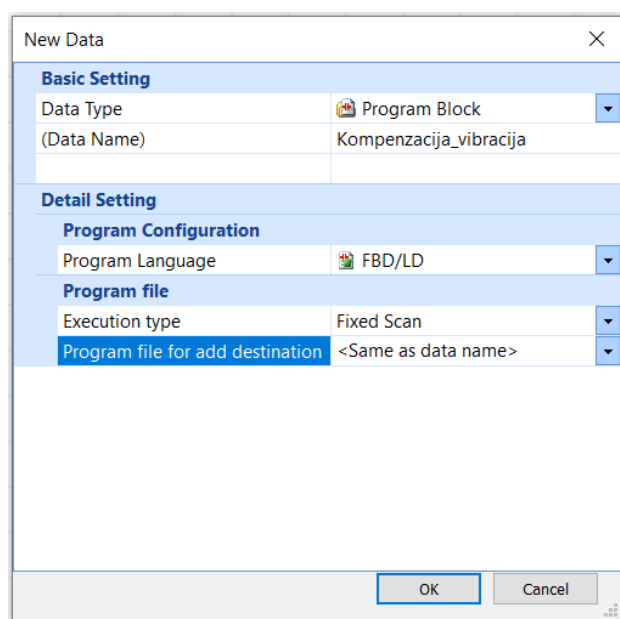 New Data
Basic Setting
Data Type Program Block
(Data Name) Kompenzacija_vibracija
Detail Setting
Program Configuration
Program Language FBD/LD
Program file
Execution type Fixed Scan
Program file for add destination <Same as data name>
OK Cancel